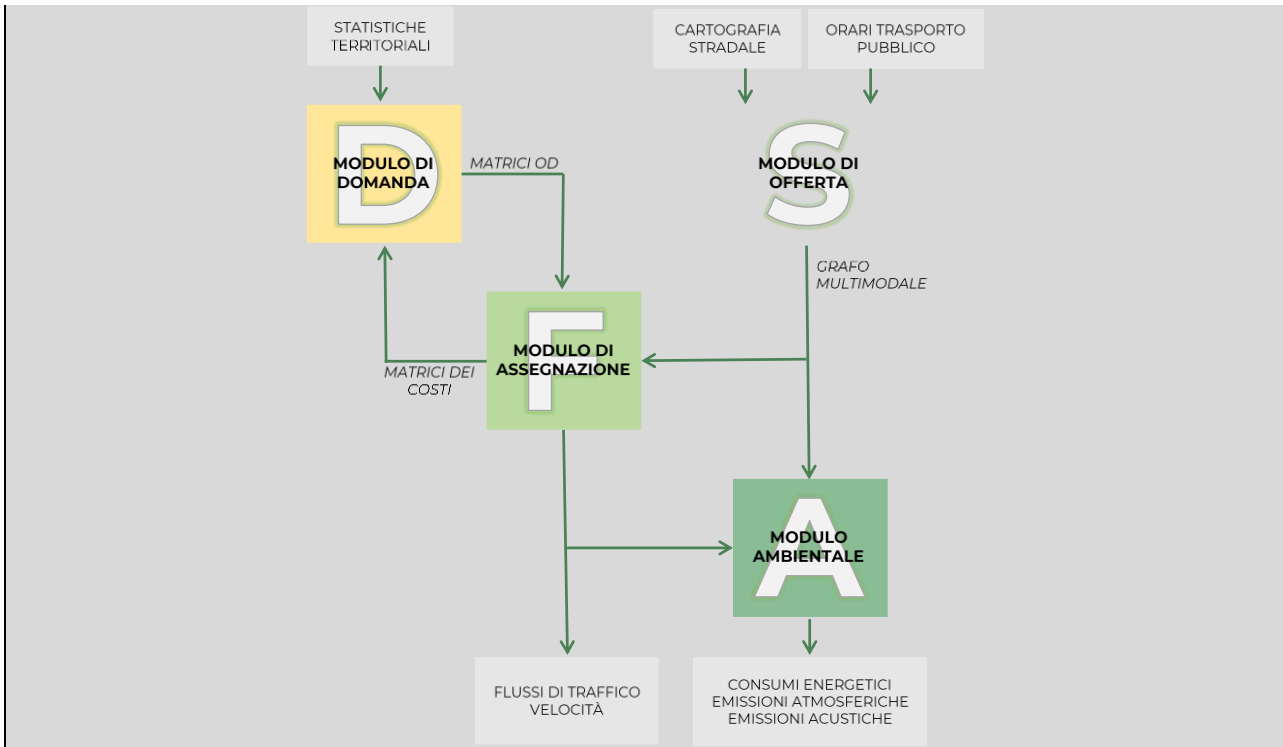 STATISTICHE
TERRITORIALI
CARTOGRAFIA
STRADALE
ORARI TRASPORTO
PUBBLICO
D
MODULO DI
DOMANDA
MATRICI OD
S
MODULO DI
OFFERTA
GRAFO
MULTIMODALE
F
MODULO DI
ASSEGNAZIONE
MATRICI DEI
COSTI
A
MODULO
AMBIENTALE
FLUSSI DI TRAFFICO
VELOCITÀ
CONSUMI ENERGETICI
EMISSIONI ATMOSFERICHE
EMISSIONI ACUSTICHE